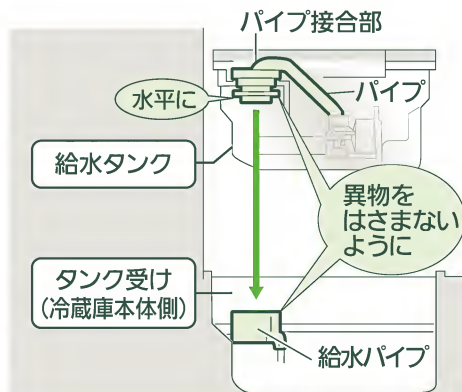 パイプ接合部
パイプ
水平に
給水タンク
異物を
はさまない
ように
タンク受け
(冷蔵庫本体側)
給水パイプ